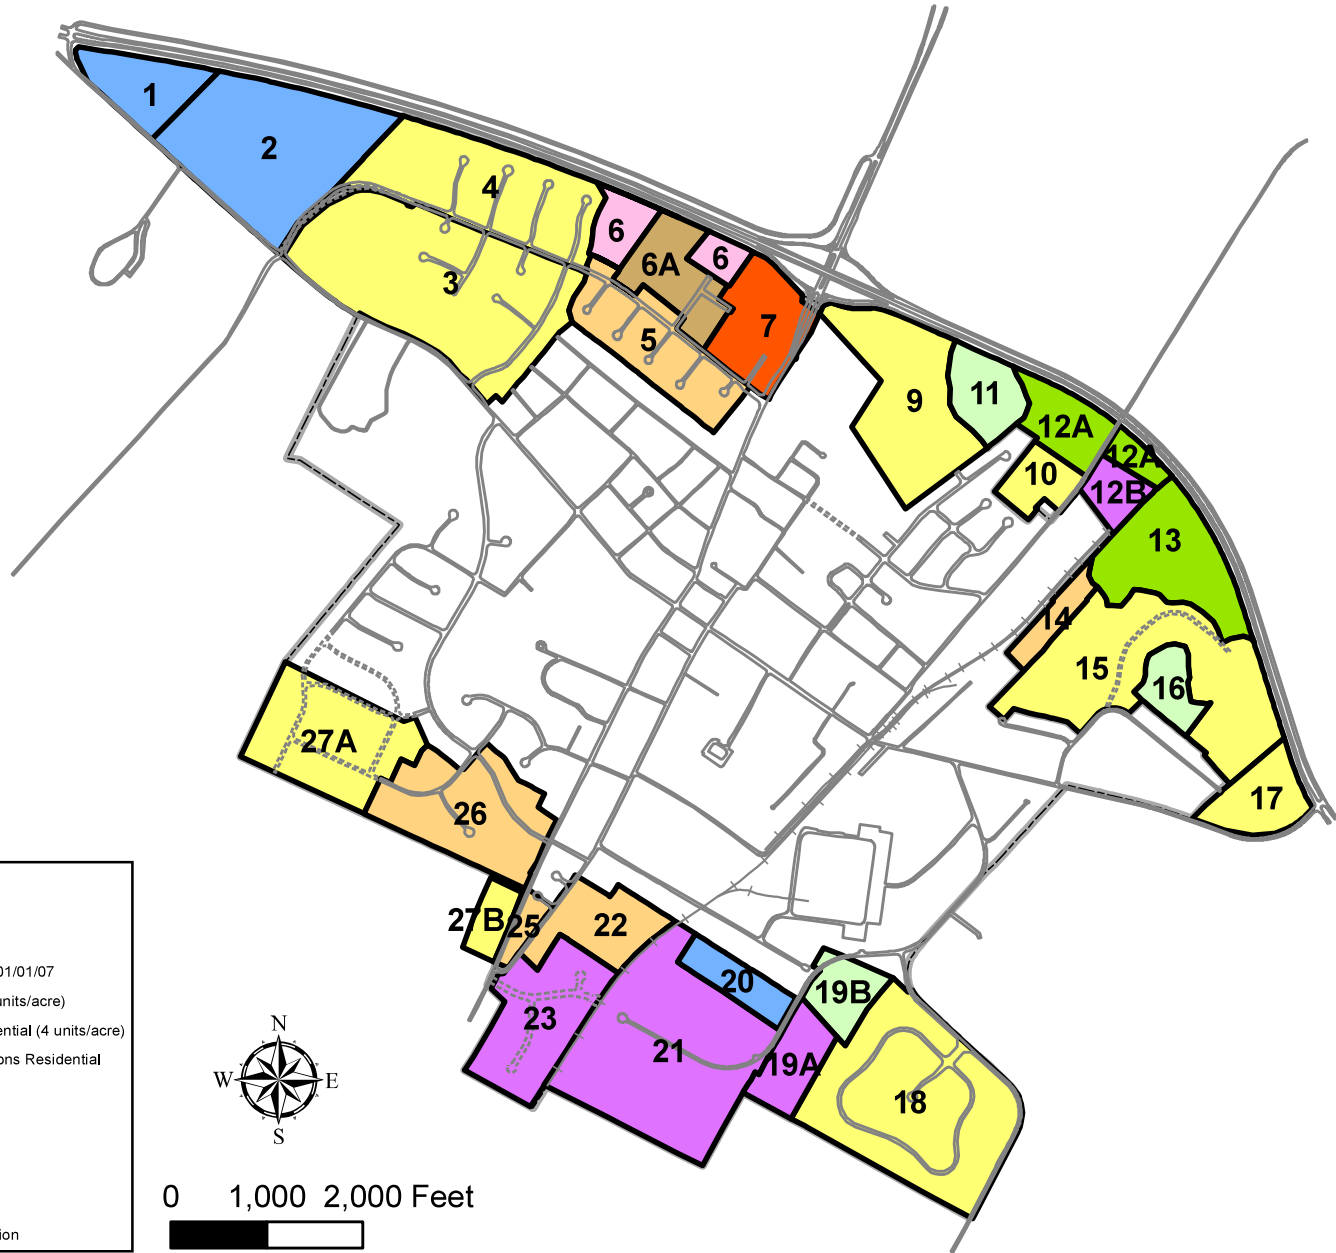 1
2
4
3
6
6
6A
5
7
9
11
12A
12A
10
12B
13
14
15
16
17
27A
26
27B
25
22
20
23
21
19B
19A
18
01/01/07
units/acre)
ential (4 units/acre)
ons Residential
ion
N
W E
S
0 1,000 2,000 Feet